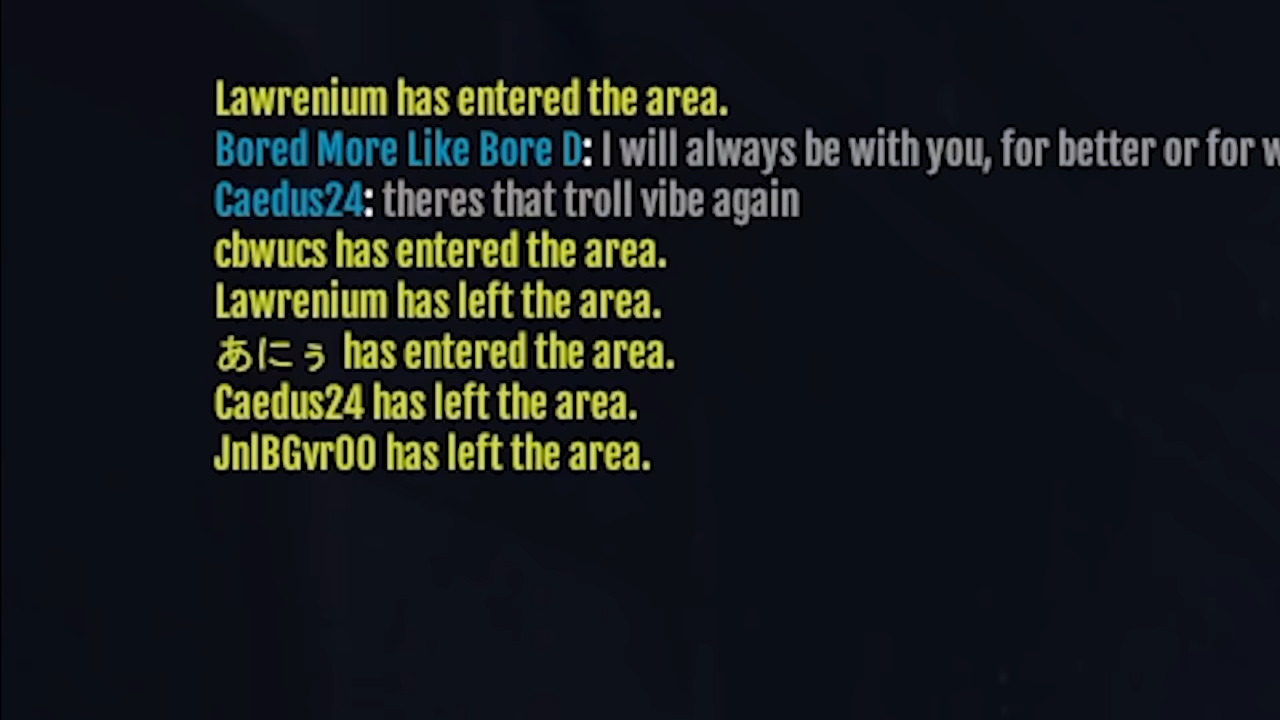 Lawrenium has entered the area.
Bored More Like Bore D: I will always be with you, for better or for
Caedus24: theres that troll vibe again
cbwucs has entered the area.
Lawrenium has left the area.
あにぅ has entered the area.
Caedus24 has left the area.
JnlBGvr00 has left the area.